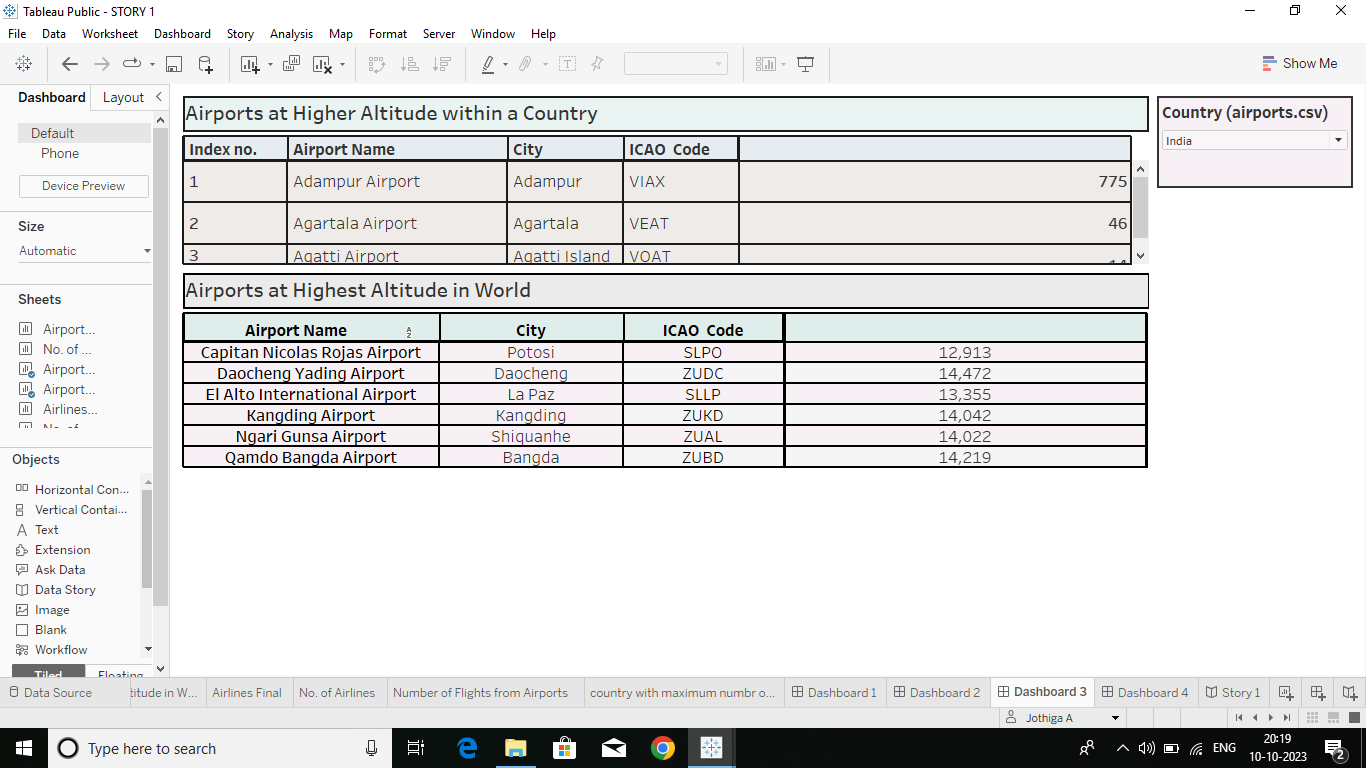 Tableau Public - STORY 1
File Data Worksheet Dashboard Story Analysis Map Format Server Window Help
Show Me
Dashboard Layout
Default
Phone
Device Preview
Size
Automatic
Sheets
Airport...
No. of ...
Airport...
Airport...
Airlines...
Objects
Horizontal Con...
Vertical Contai...
Text
Extension
Ask Data
Data Story
Image
Blank
Workflow
Tiled Floating
Airports at Higher Altitude within a Country
Index no. Airport Name City ICAO Code
1 Adampur Airport Adampur VIAX 775
2 Agartala Airport Agartala VEAT 46
3 Agatti Airport Agatti Island VOAT
Country (airports.csv)
India
Airports at Highest Altitude in World
Airport Name City ICAO Code
Capitan Nicolas Rojas Airport Potosi SLPO 12,913
Daocheng Yading Airport Daocheng ZUDC 14,472
El Alto International Airport La Paz SLLP 13,355
Kangding Airport Kangding ZUKD 14,042
Ngari Gunsa Airport Shiquanhe ZUAL 14,022
Qamdo Bangda Airport Bangda ZUBD 14,219
Data Source titude in W... Airlines Final No. of Airlines Number of Flights from Airports country with maximum numbr o... Dashboard 1 Dashboard 2 Dashboard 3 Dashboard 4 Story 1
Jothiga A
Type here to search
ENG
20:19
10-10-2023
2